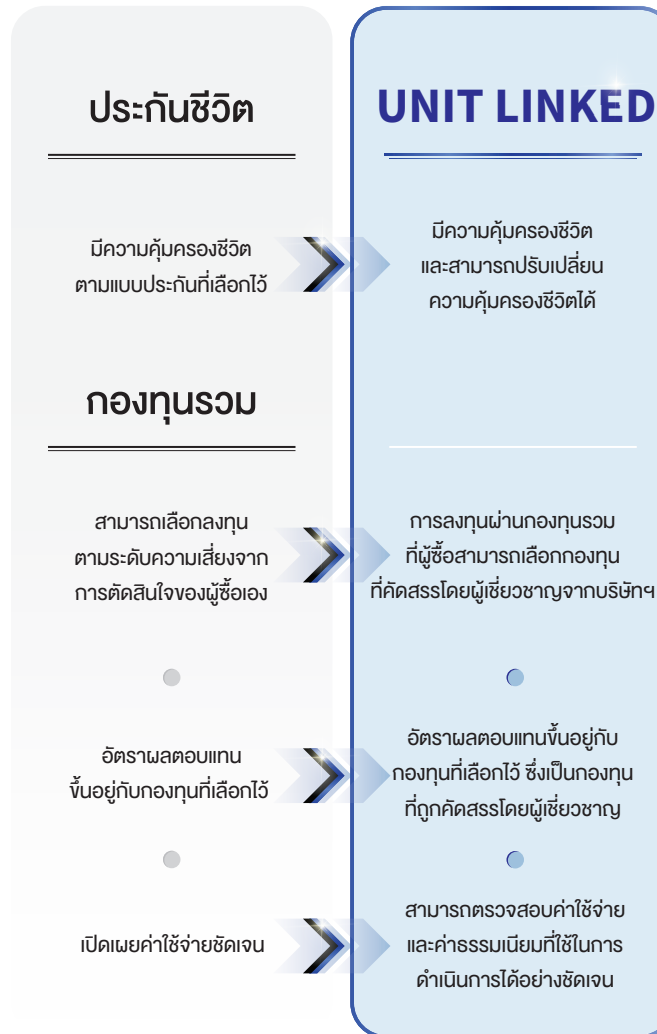 ประกันชีวิต
UNIT LINKED
มีความคุ้มครองชีวิต
ตามแบบประกันที่เลือกไว้
มีความคุ้มครองชีวิต
และสามารถปรับเปลี่ยน
ความคุ้มครองชีวิตได้
กองทุนรวม
สามารถเลือกลงทุน
ตามระดับความเสี่ยงจาก
การตัดสินใจของผู้ซื้อเอง
การลงทุนผ่านกองทุนรวม
ที่ผู้ซื้อสามารถเลือกกองทุน
ที่คัดสรรโดยผู้เชี่ยวชาญจากบริษัทฯ
อัตราผลตอบแทน
ขึ้นอยู่กับกองทุนที่เลือกไว้
อัตราผลตอบแทนขึ้นอยู่กับ
กองทุนที่เลือกไว้ ซึ่งเป็นกองทุน
ที่ถูกคัดสรรโดยผู้เชี่ยวชาญ
เปิดเผยค่าใช้จ่ายชัดเจน
สามารถตรวจสอบค่าใช้จ่าย
และค่าธรรมเนียมที่ใช้ในการ
ดำเนินการได้อย่างชัดเจน